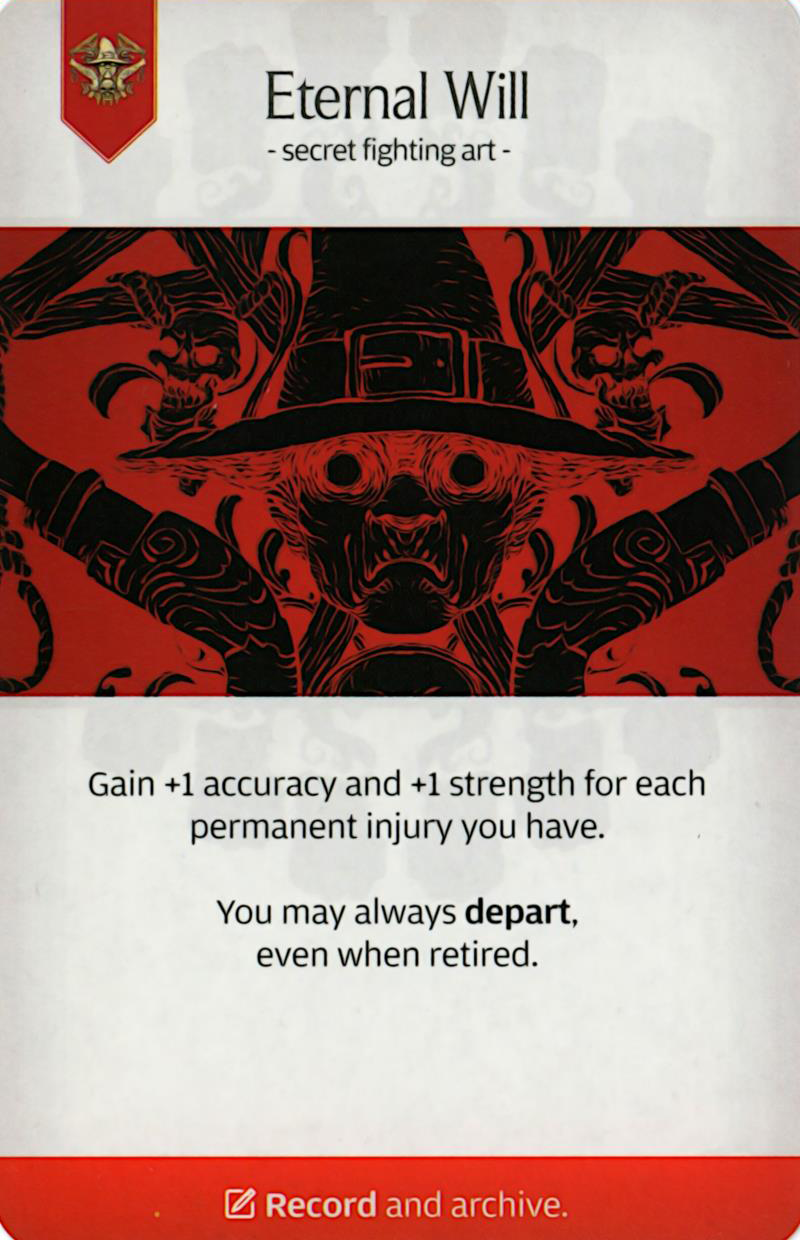 Eternal Will
- secret fighting art -
Gain +1 accuracy and +1 strength for each
permanent injury you have.
You may always depart,
even when retired.
Record and archive.